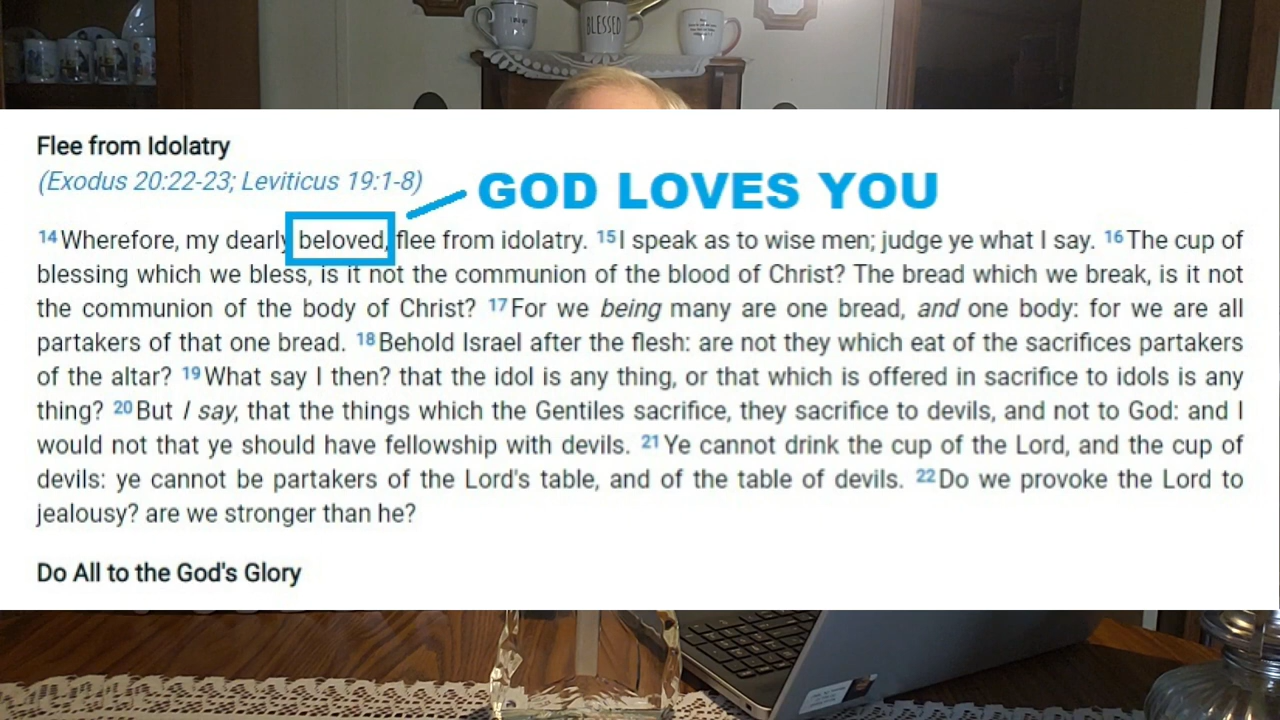 BLESSED
Flee from Idolatry
(Exodus 20:22-23; Leviticus 19:1-8)
GOD LOVES YOU
14 Wherefore, my dearly beloved, flee from idolatry. 15 I speak as to wise men; judge ye what I say. 16 The cup of
blessing which we bless, is it not the communion of the blood of Christ? The bread which we break, is it not
the communion of the body of Christ? 17 For we being many are one bread, and one body: for we are all
partakers of that one bread. 18 Behold Israel after the flesh: are not they which eat of the sacrifices partakers
of the altar? 19 What say I then? that the idol is any thing, or that which is offered in sacrifice to idols is any
thing? 20 But I say, that the things which the Gentiles sacrifice, they sacrifice to devils, and not to God: and I
would not that ye should have fellowship with devils. 21 Ye cannot drink the cup of the Lord, and the cup of
devils: ye cannot be partakers of the Lord's table, and of the table of devils. 22 Do we provoke the Lord to
jealousy? are we stronger than he?
Do All to the God's Glory